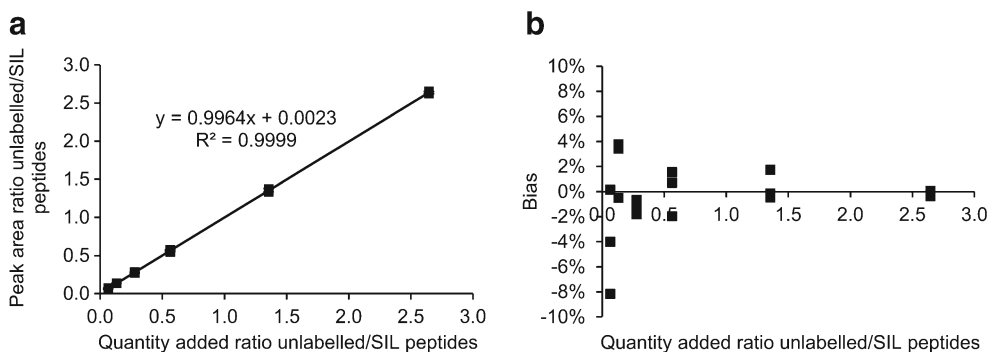 a
Peak area ratio unlabelled/SIL
peptides
3.0
2.5
2.0
1.5
1.0
0.5
0.0
y = 0.9964x + 0.0023
R² = 0.9999
0.0 0.5 1.0 1.5 2.0 2.5 3.0
Quantity added ratio unlabelled/SIL peptides
b
Bias
10%
8%
6%
4%
2%
0%
-2%
-4%
-6%
-8%
-10%
0.0 0.5 1.0 1.5 2.0 2.5 3.0
Quantity added ratio unlabelled/SIL peptides